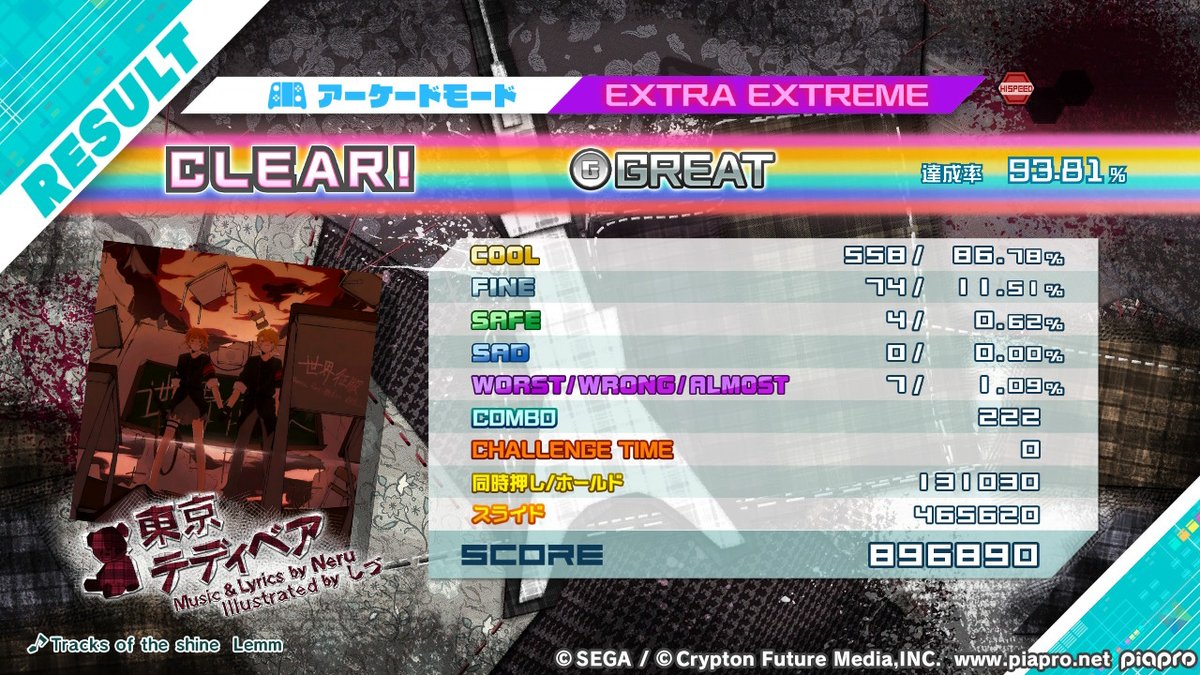 RESULT
アーケードモード EXTRA EXTREME HISPEED
CLEAR! G GREAT 達成率 93.81%
COOL 558/ 86.78%
FINE 74/ 11.51%
SAFE 4/ 0.62%
SAD 0/ 0.00%
WORST/WRONG/ALMOST 7/ 1.09%
COMBO 222
CHALLENGE TIME 0
同時押し/ホールド 131030
スライド 465620
SCORE 896890
世界征服
東京
テディベア
Music & Lyrics by Neru
Illustrated by しづ
Tracks of the shine Lemm
© SEGA / © Crypton Future Media,INC. www.piapro.net piapro